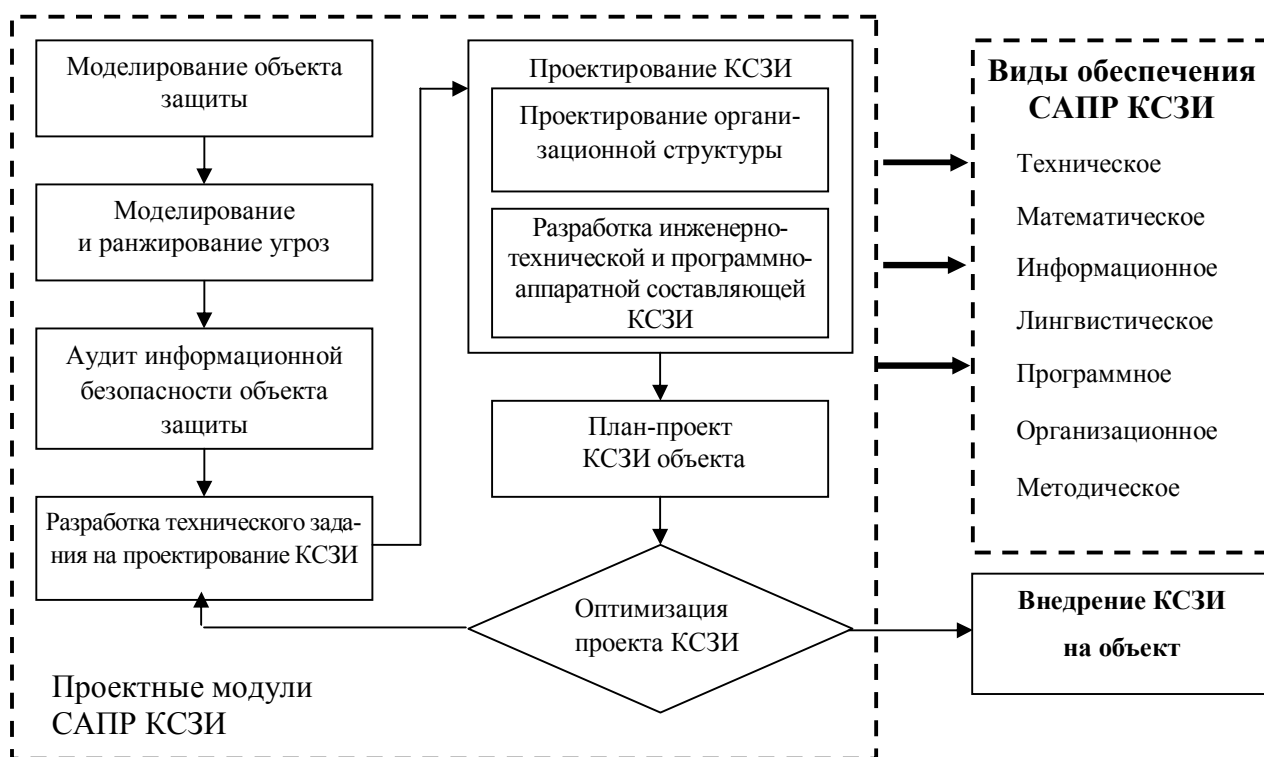 Моделирование объекта
защиты
Моделирование
и ранжирование угроз
Аудит информационной
безопасности объекта
защиты
Разработка технического зада-
ния на проектирование КСЗИ
Проектирование КСЗИ
Проектирование органи-
зационной структуры
Разработка инженерно-
технической и программно-
аппаратной составляющей
КСЗИ
План-проект
КСЗИ объекта
Оптимизация
проекта КСЗИ
Проектные модули
САПР КСЗИ
Виды обеспечения
САПР КСЗИ
Техническое
Математическое
Информационное
Лингвистическое
Программное
Организационное
Методическое
Внедрение КСЗИ
на объект